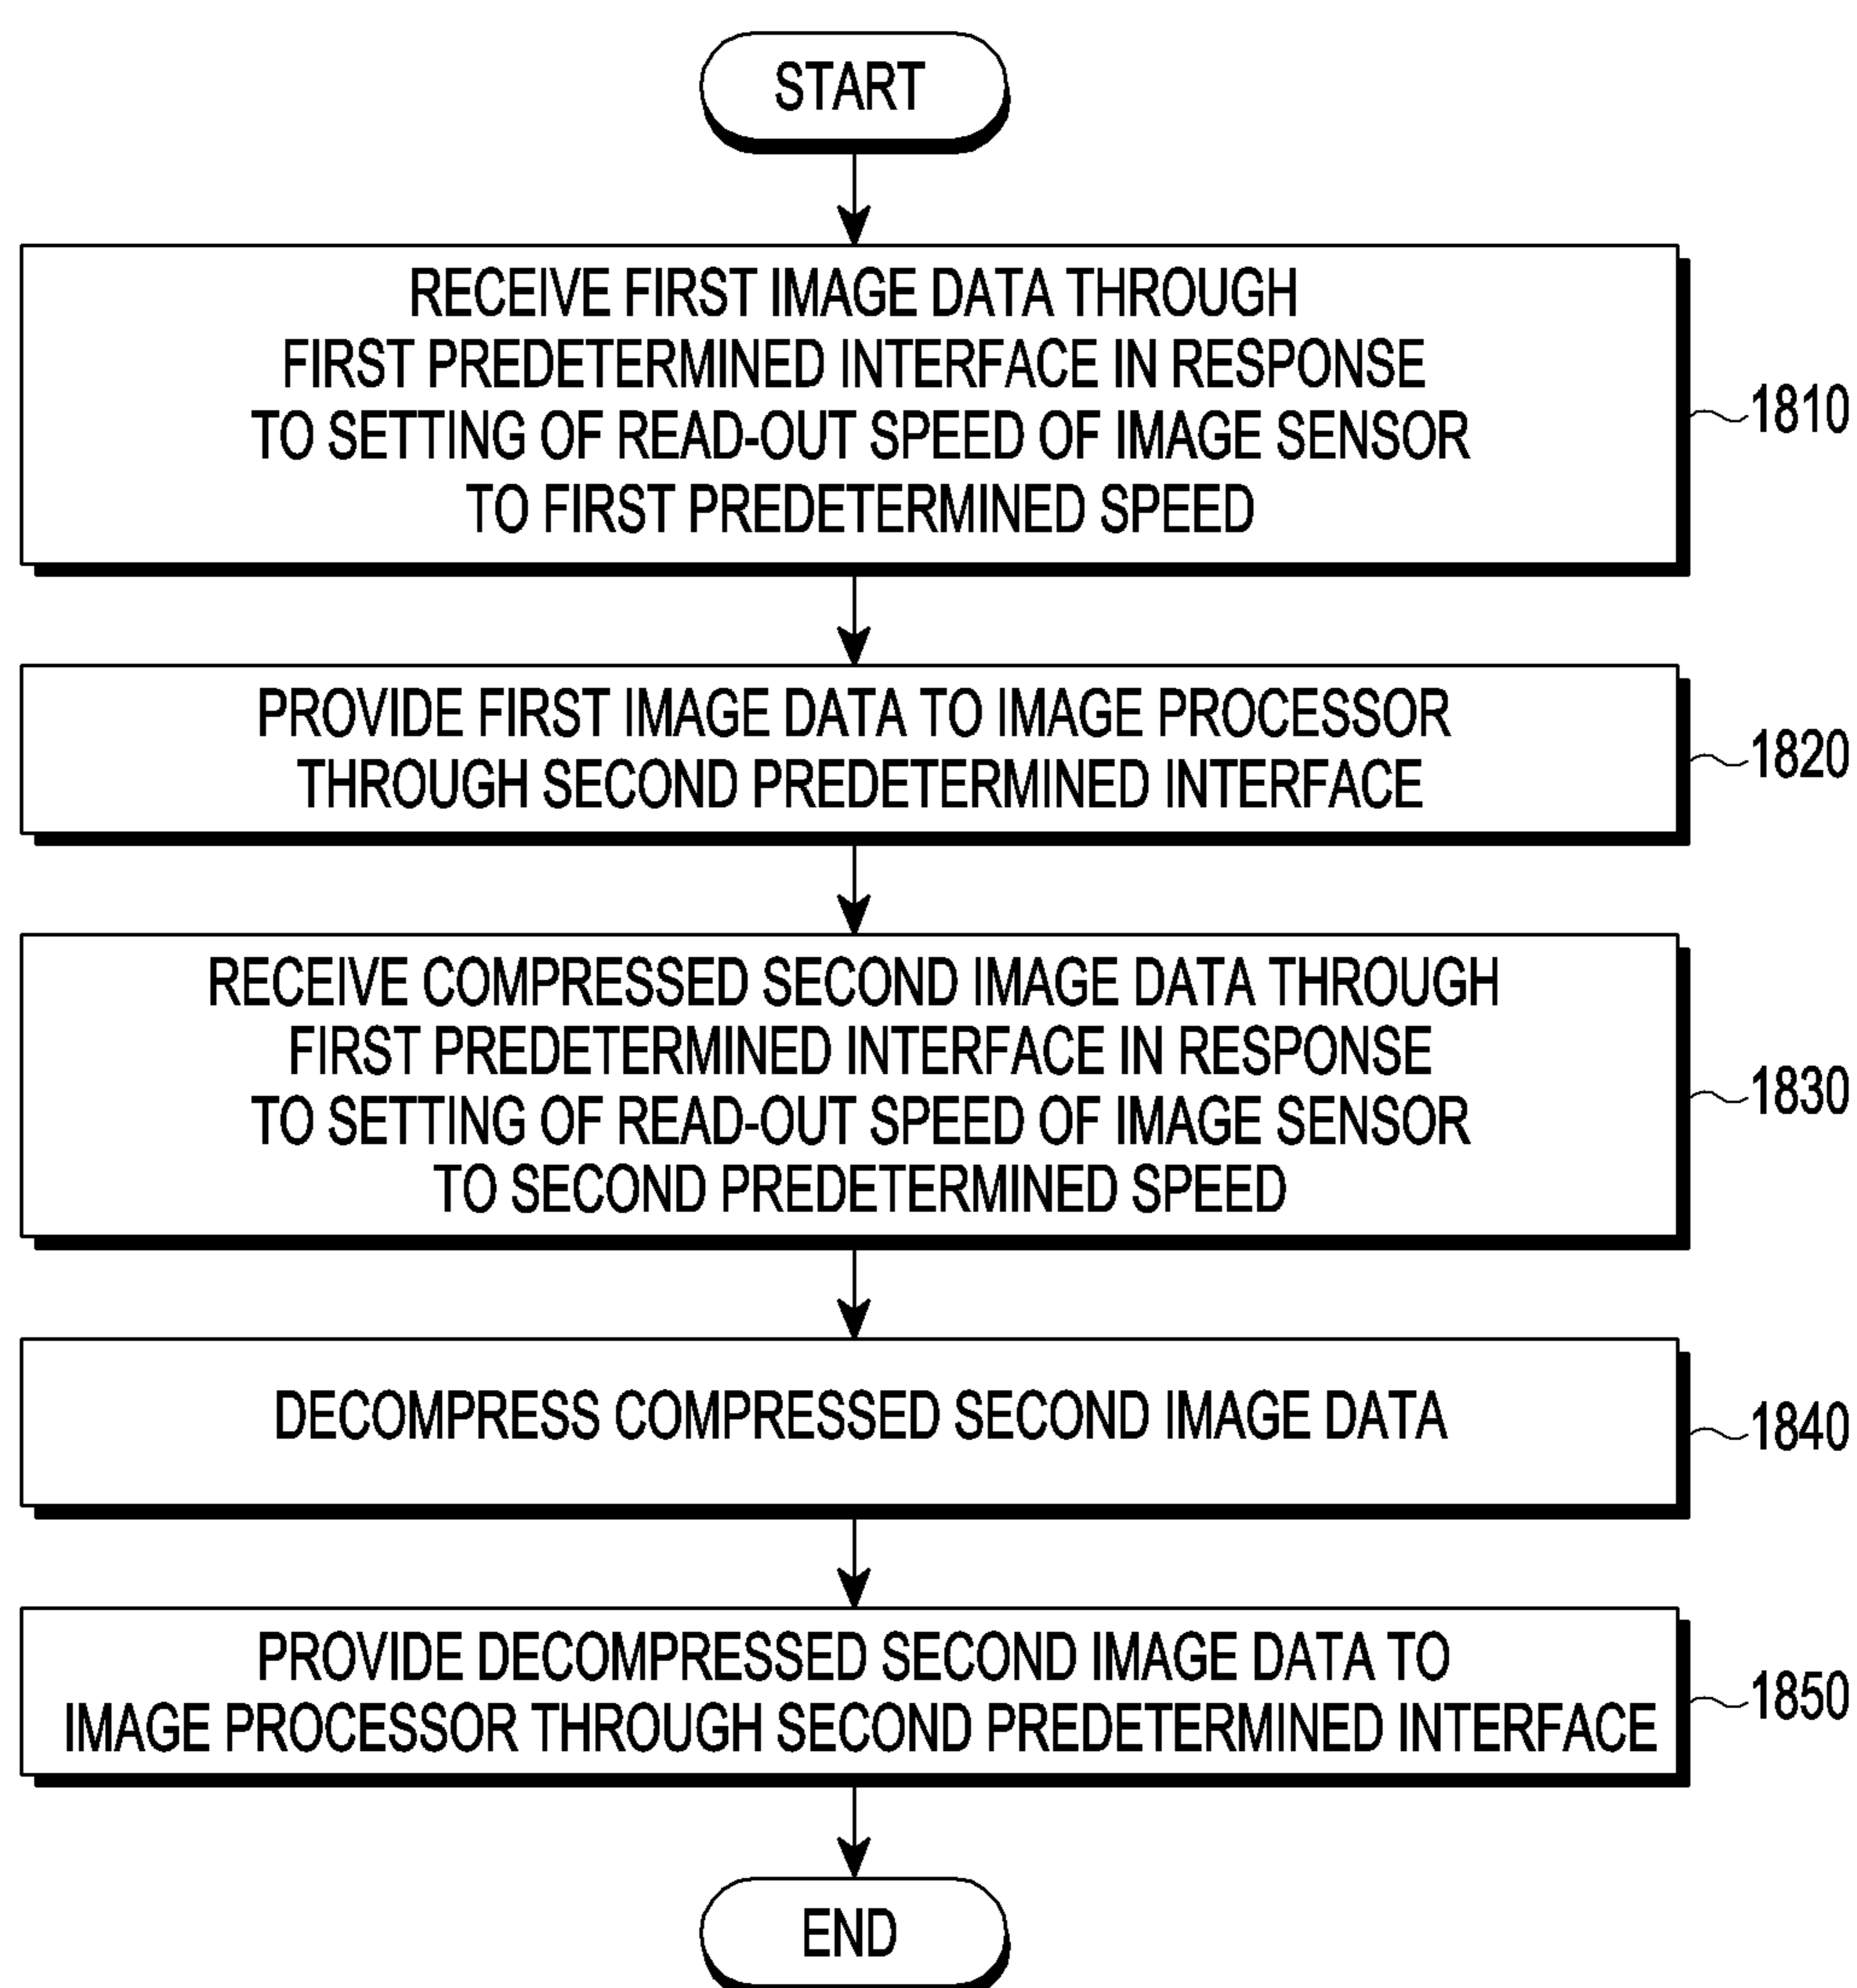 START
RECEIVE FIRST IMAGE DATA THROUGH
FIRST PREDETERMINED INTERFACE IN RESPONSE
TO SETTING OF READ-OUT SPEED OF IMAGE SENSOR
TO FIRST PREDETERMINED SPEED
1810
PROVIDE FIRST IMAGE DATA TO IMAGE PROCESSOR
THROUGH SECOND PREDETERMINED INTERFACE
1820
RECEIVE COMPRESSED SECOND IMAGE DATA THROUGH
FIRST PREDETERMINED INTERFACE IN RESPONSE
TO SETTING OF READ-OUT SPEED OF IMAGE SENSOR
TO SECOND PREDETERMINED SPEED
1830
DECOMPRESS COMPRESSED SECOND IMAGE DATA
1840
PROVIDE DECOMPRESSED SECOND IMAGE DATA TO
IMAGE PROCESSOR THROUGH SECOND PREDETERMINED INTERFACE
1850
END